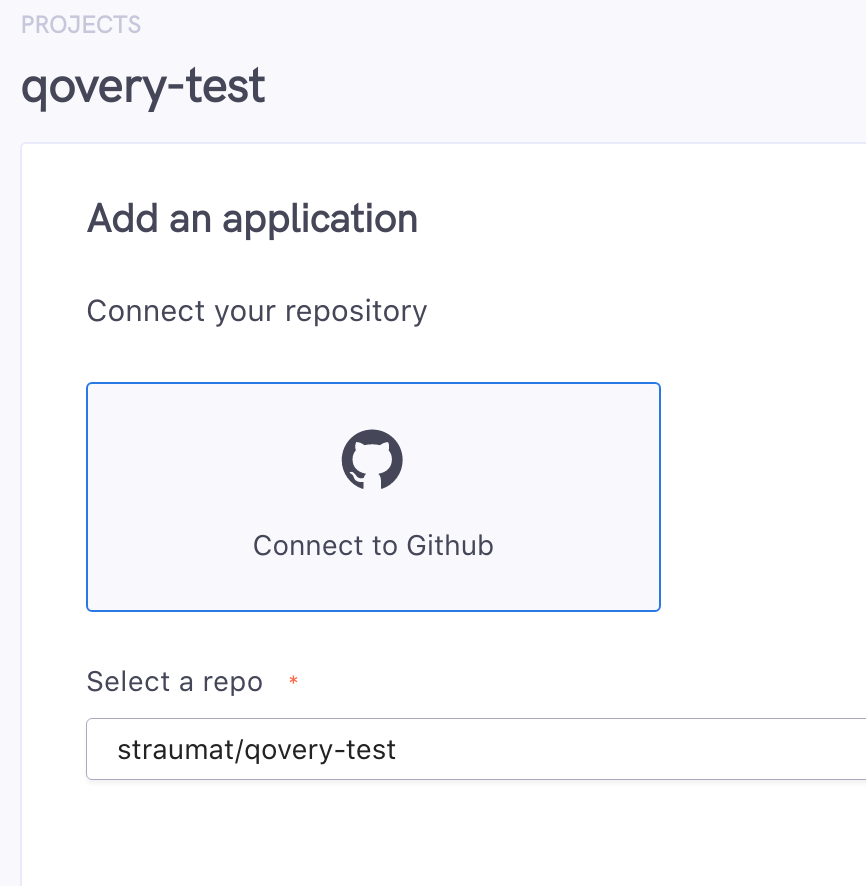 PROJECTS
qovery-test
Add an application
Connect your repository
Connect to Github
Select a repo *
straumat/qovery-test